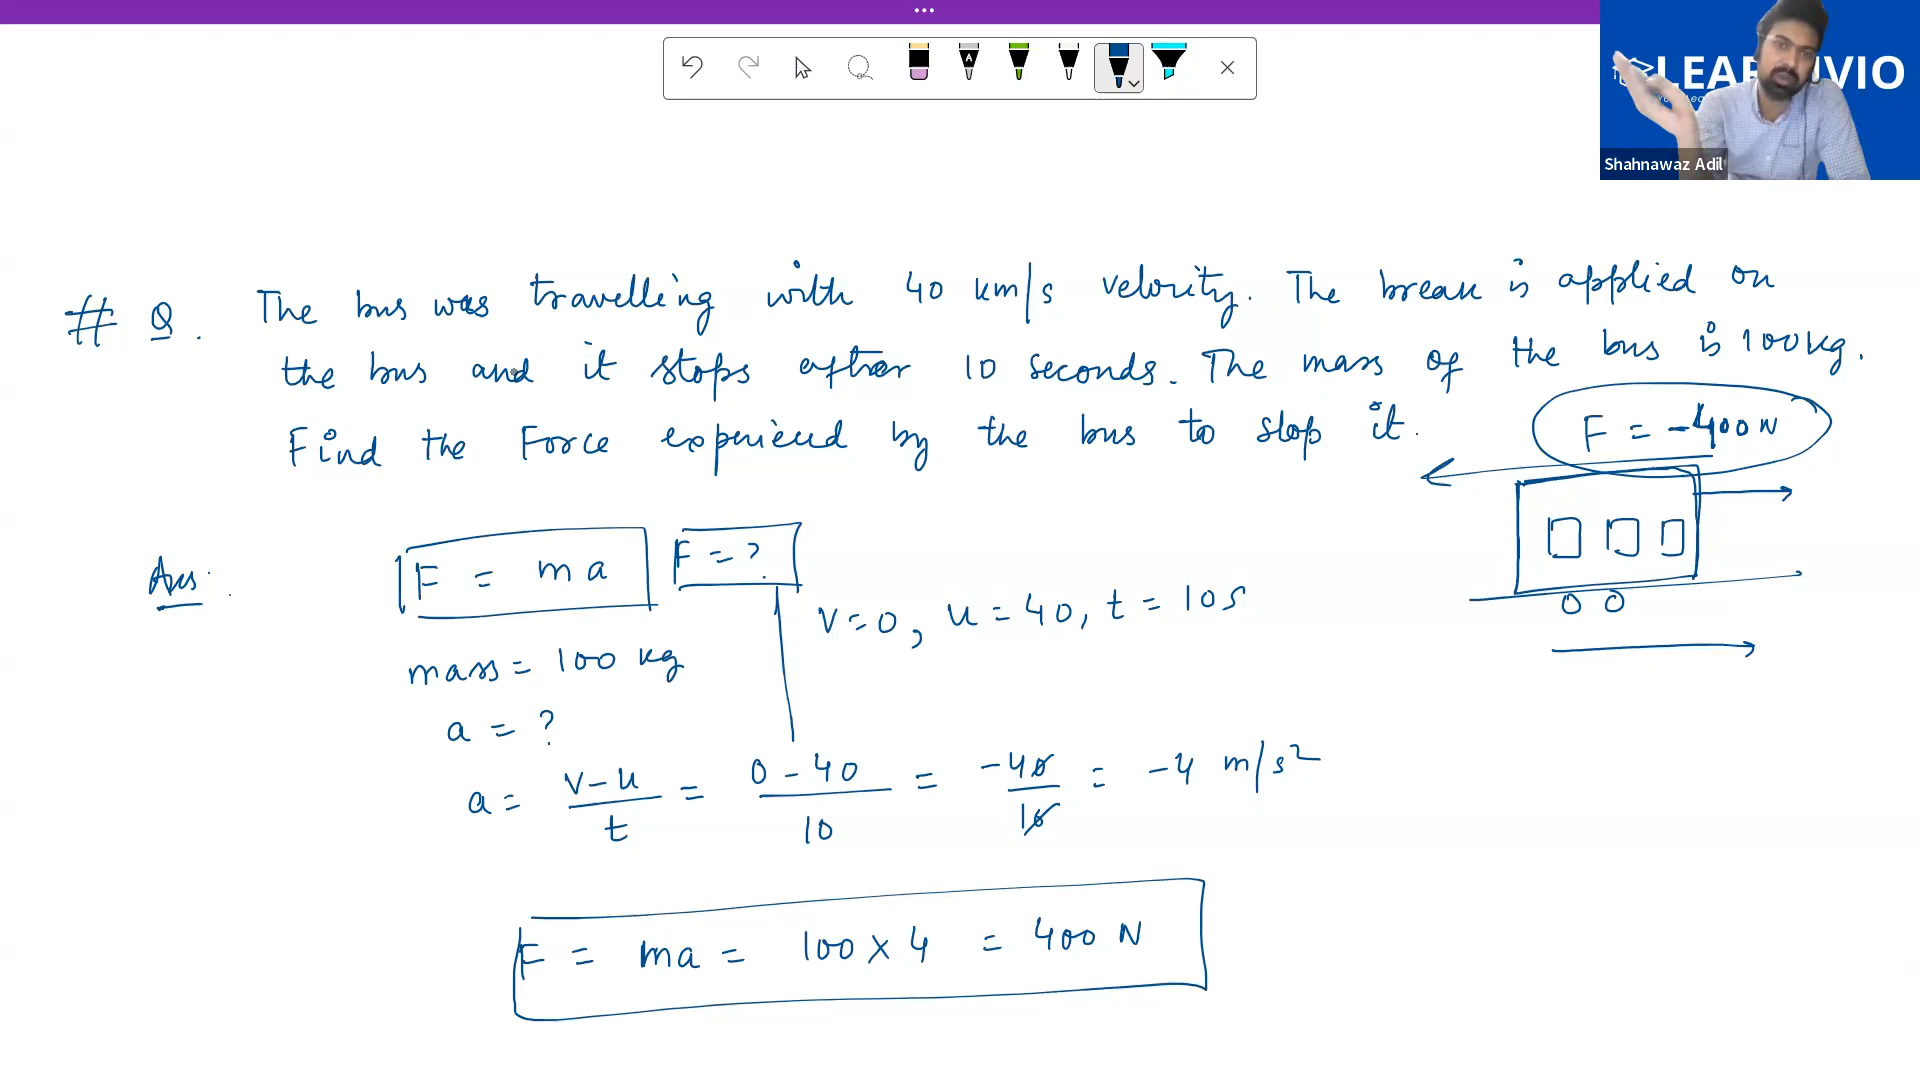 LEAR VIO
Shahnawaz Adil
# Q. The bus was travelling with 40 km/s velocity. The break is applied on
the bus and it stops after 10 seconds. The mass of the bus is 100kg.
Find the Force experienced by the bus to stop it.
F = -400N
Ans:
F = ma
F = ?
V=0, u=40, t=10s
mass = 100 kg
a = ?
a = v-u/t = 0-40/10 = -40/10 = -4 m/s²
F = ma = 100 x 4 = 400 N